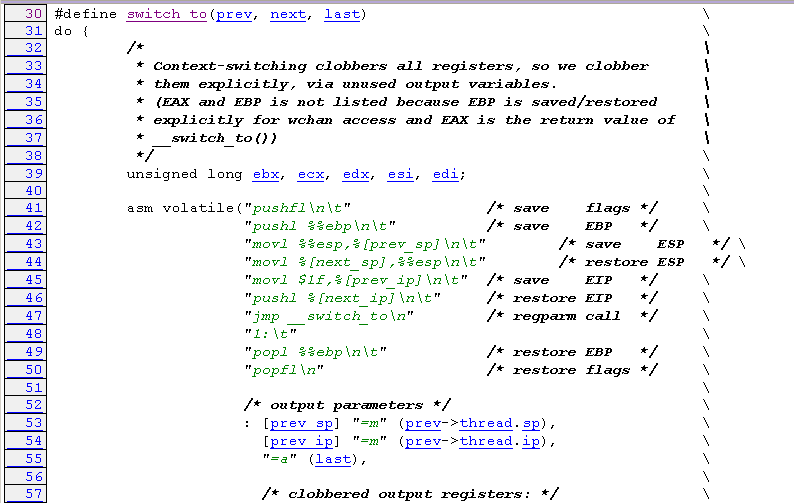 30 #define switch_to(prev, next, last) \
31 do { \
32 /* \
33 * Context-switching clobbers all registers, so we clobber \
34 * them explicitly, via unused output variables. \
35 * (EAX and EBP is not listed because EBP is saved/restored \
36 * explicitly for wchan access and EAX is the return value of \
37 * __switch_to()) \
38 */ \
39 unsigned long ebx, ecx, edx, esi, edi; \
40 \
41 asm volatile("pushfl\n\t" /* save flags */ \
42 "pushl %%ebp\n\t" /* save EBP */ \
43 "movl %%esp,%[prev_sp]\n\t" /* save ESP */ \
44 "movl %[next_sp],%%esp\n\t" /* restore ESP */ \
45 "movl $1f,%[prev_ip]\n\t" /* save EIP */ \
46 "pushl %[next_ip]\n\t" /* restore EIP */ \
47 "jmp __switch_to\n" /* regparm call */ \
48 "1:\t" \
49 "popl %%ebp\n\t" /* restore EBP */ \
50 "popfl\n" /* restore flags */ \
51 \
52 /* output parameters */ \
53 : [prev_sp] "=m" (prev->thread.sp), \
54 [prev_ip] "=m" (prev->thread.ip), \
55 "=a" (last), \
56 \
57 /* clobbered output registers: */ \